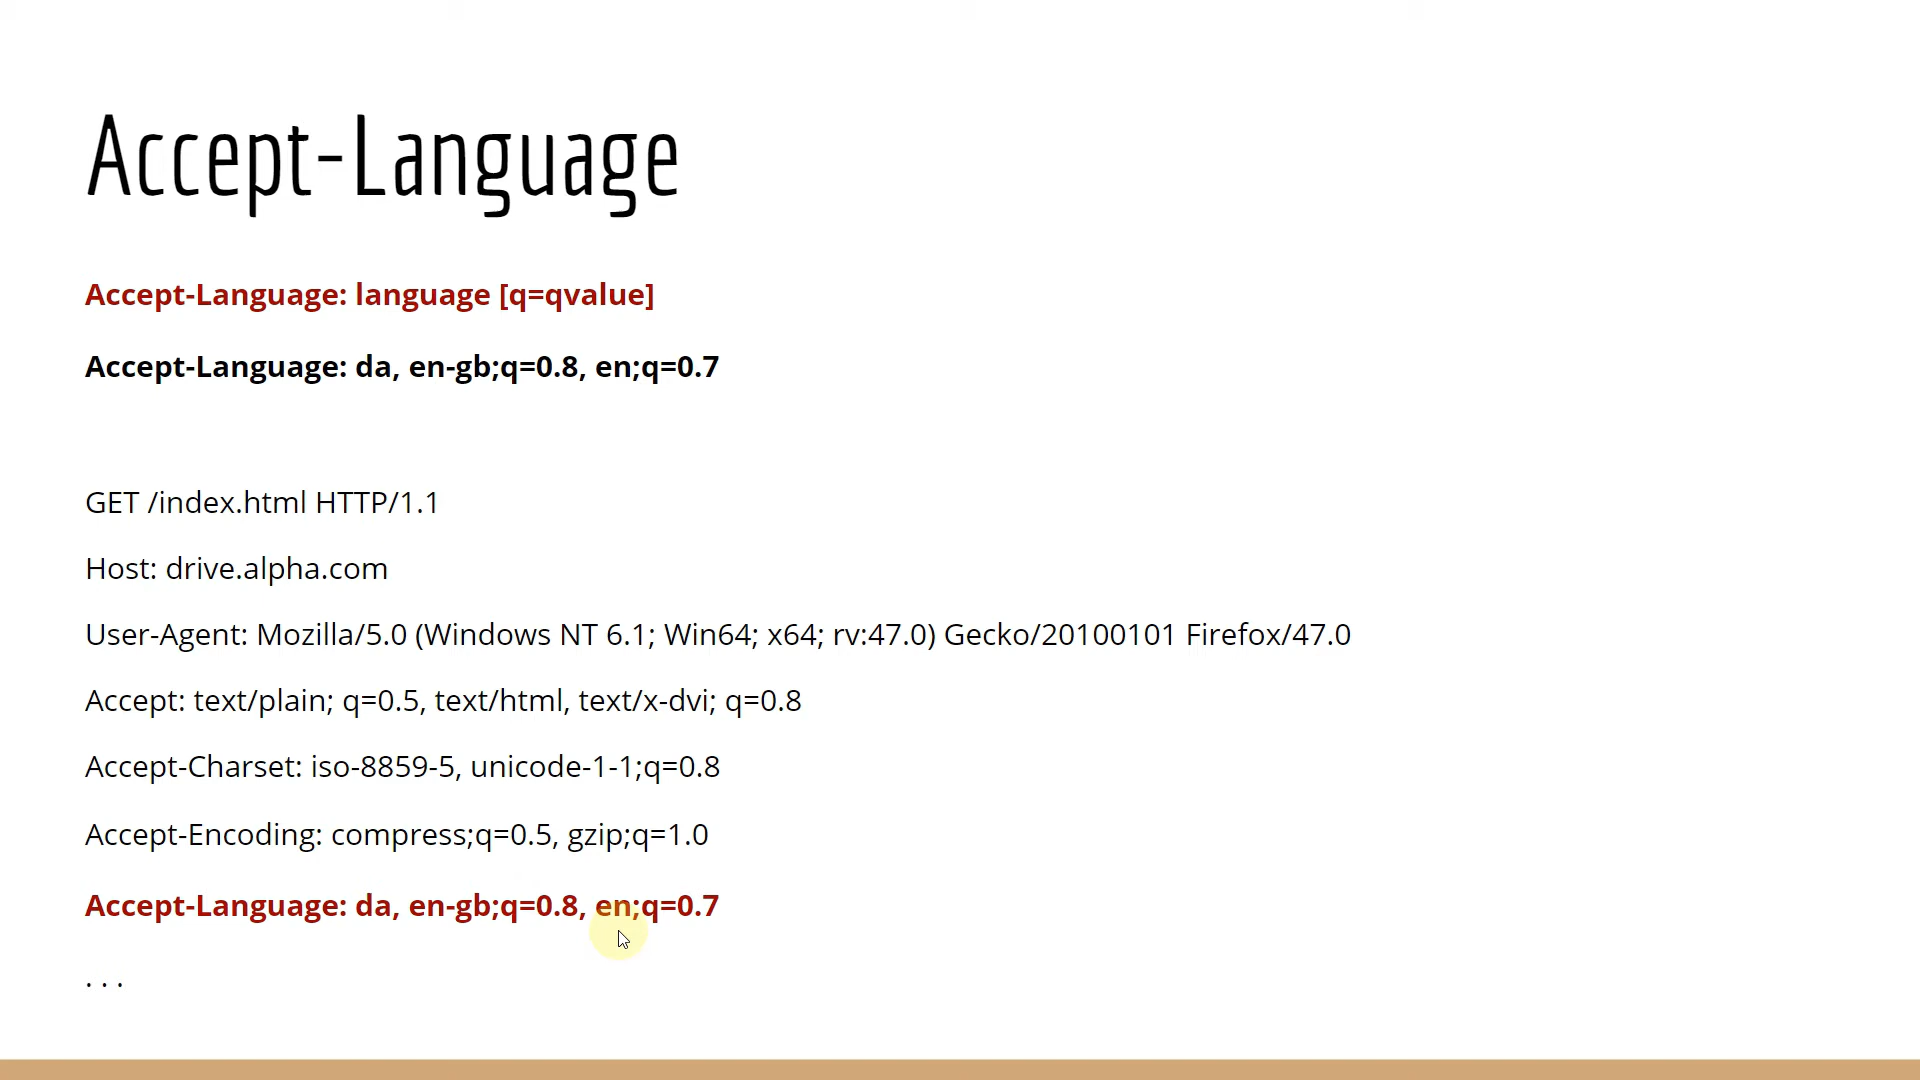 Accept-Language
Accept-Language: language [q=qvalue]
Accept-Language: da, en-gb;q=0.8, en;q=0.7
GET /index.html HTTP/1.1
Host: drive.alpha.com
User-Agent: Mozilla/5.0 (Windows NT 6.1; Win64; x64; rv:47.0) Gecko/20100101 Firefox/47.0
Accept: text/plain; q=0.5, text/html, text/x-dvi; q=0.8
Accept-Charset: iso-8859-5, unicode-1-1;q=0.8
Accept-Encoding: compress;q=0.5, gzip;q=1.0
Accept-Language: da, en-gb;q=0.8, en;q=0.7
. . .